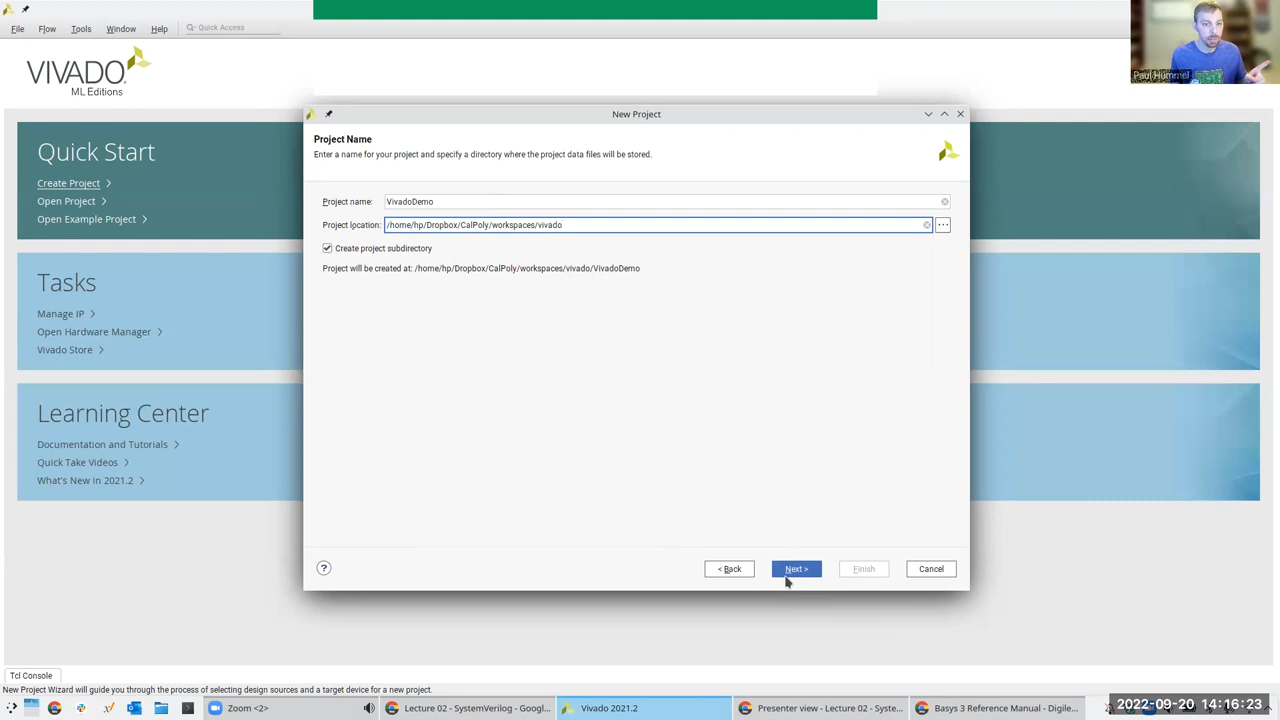 File Flow Tools Window Help Quick Access
VIVADO
ML Editions
Paul Hummel
Quick Start
Create Project
Open Project
Open Example Project
Tasks
Manage IP
Open Hardware Manager
Vivado Store
Learning Center
Documentation and Tutorials
Quick Take Videos
What's New in 2021.2
New Project
Project Name
Enter a name for your project and specify a directory where the project data files will be stored.
Project name: VivadoDemo
Project location: /home/hp/Dropbox/CalPoly/workspaces/vivado
Create project subdirectory
Project will be created at: /home/hp/Dropbox/CalPoly/workspaces/vivado/VivadoDemo
? < Back Next > Finish Cancel
Tcl Console
New Project Wizard will guide you through the process of selecting design sources and a target device for a new project.
Zoom <2> Lecture 02 - SystemVerilog - Googl... Vivado 2021.2 Presenter view - Lecture 02 - Syste... Basys 3 Reference Manual - Digile... 2022-09-20 14:16:23